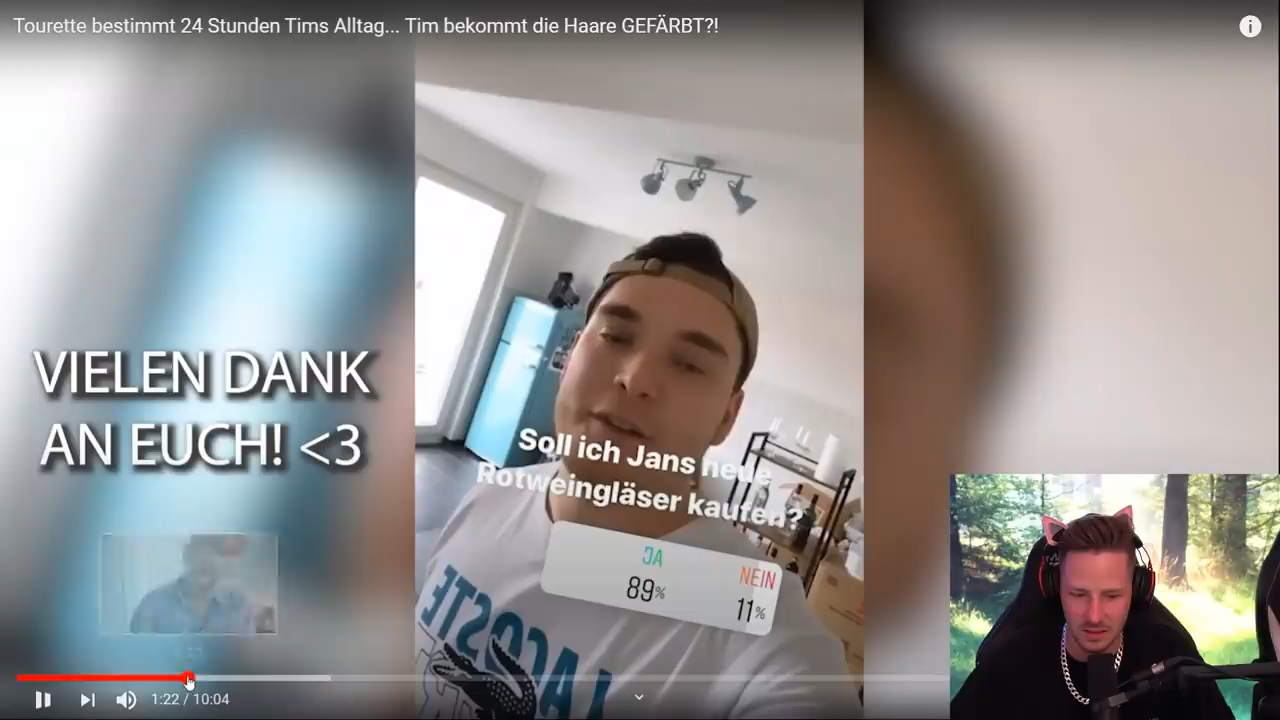 Tourette bestimmt 24 Stunden Tims Alltag... Tim bekommt die Haare GEFÄRBT?!
VIELEN DANK
AN EUCH! <3
Soll ich Jans neue
Rotweingläser kaufen?
JA
NEIN
89%
11%
LACOSTE
1:22 / 10:04